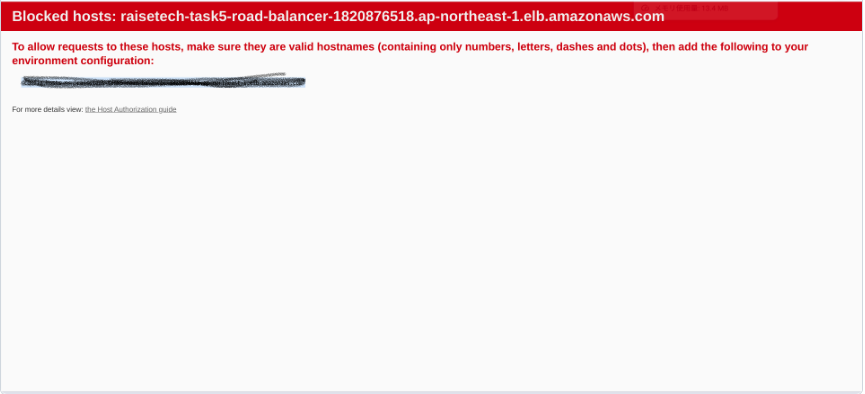 Blocked hosts: raisetech-task5-road-balancer-1820876518.ap-northeast-1.elb.amazonaws.com
To allow requests to these hosts, make sure they are valid hostnames (containing only numbers, letters, dashes and dots), then add the following to your
environment configuration:
For more details view: the Host Authorization guide